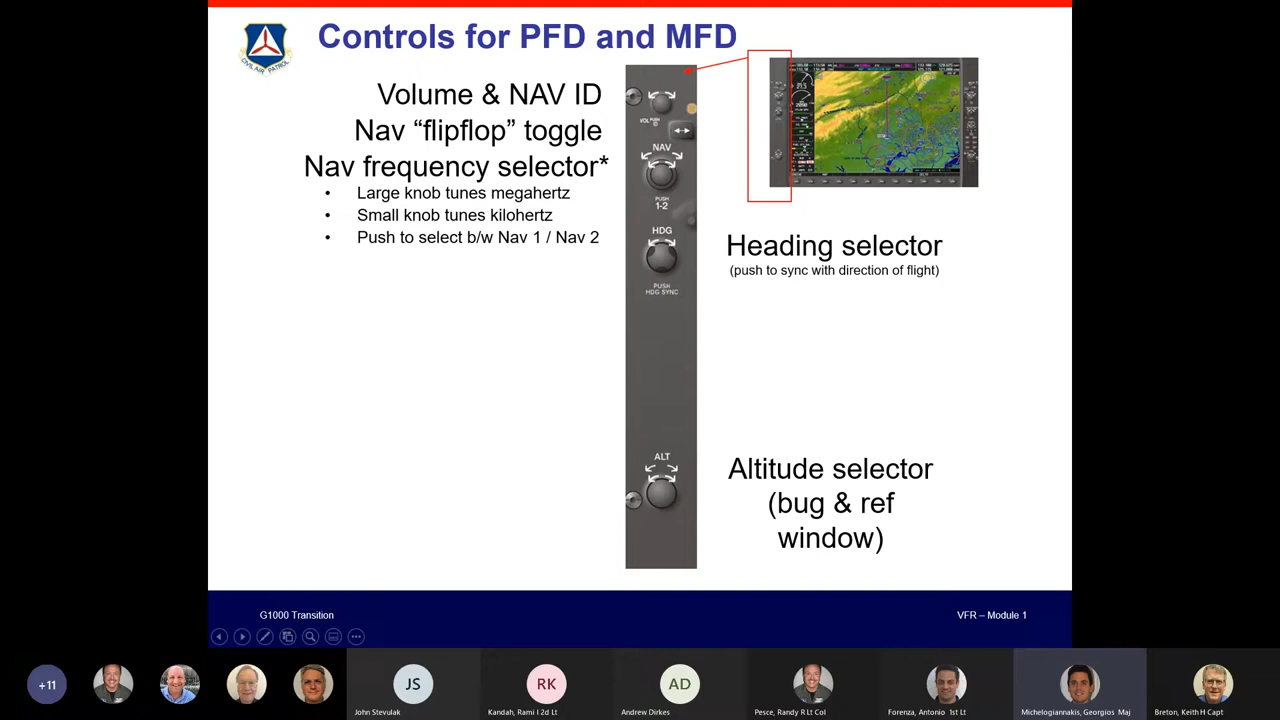 Controls for PFD and MFD
CIVIL AIR PATROL
Volume & NAV ID
Nav “flipflop” toggle
Nav frequency selector*
• Large knob tunes megahertz
• Small knob tunes kilohertz
• Push to select b/w Nav 1 / Nav 2
VOL PUSH ID
NAV
PUSH
1-2
HDG
PUSH
HDG SYNC
ALT
Heading selector
(push to sync with direction of flight)
Altitude selector
(bug & ref
window)
G1000 Transition
VFR – Module 1
+11
JS
RK
AD
John Stevulak
Kandah, Rami I 2d Lt
Andrew Dirkes
Pesce, Randy R Lt Col
Forenza, Antonio 1st Lt
Michelogiannakis, Georgios Maj
Breton, Keith H Capt